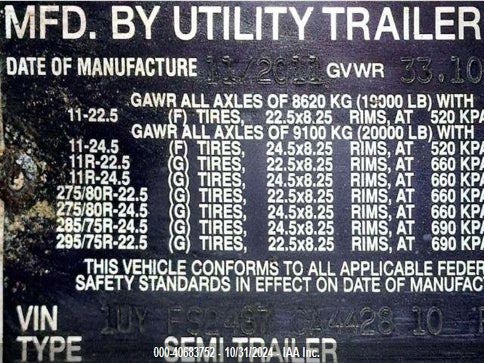 MFD. BY UTILITY TRAILER
DATE OF MANUFACTURE 11/2011 GVWR 33.10
GAWR ALL AXLES OF 8620 KG (19000 LB) WITH
11-22.5 (F) TIRES, 22.5x8.25 RIMS, AT 520 KPA
GAWR ALL AXLES OF 9100 KG (20000 LB) WITH
11-24.5 (F) TIRES, 24.5x8.25 RIMS, AT 520 KPA
11R-22.5 (G) TIRES, 22.5x8.25 RIMS, AT 660 KPA
11R-24.5 (G) TIRES, 24.5x8.25 RIMS, AT 660 KPA
275/80R-22.5 (G) TIRES, 22.5x8.25 RIMS, AT 660 KPA
275/80R-24.5 (G) TIRES, 24.5x8.25 RIMS, AT 660 KPA
285/75R-24.5 (G) TIRES, 24.5x8.25 RIMS, AT 690 KPA
295/75R-22.5 (G) TIRES, 22.5x8.25 RIMS, AT 690 KPA
THIS VEHICLE CONFORMS TO ALL APPLICABLE FEDER
SAFETY STANDARDS IN EFFECT ON DATE OF MANUFAC
VIN 1UY 4428 10
TYPE SEMI-TRAILER
000-40683752 - 10/31/2024 - IAA Inc.